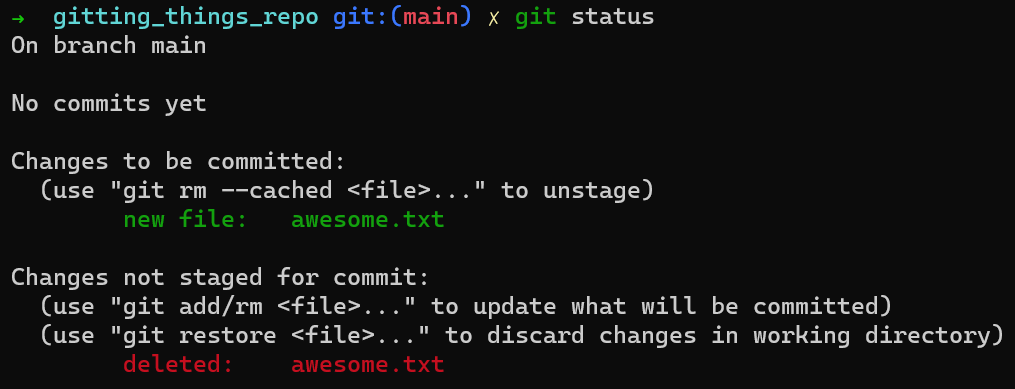 →  gitting_things_repo git:(main) ✗ git status
On branch main

No commits yet

Changes to be committed:
  (use "git rm --cached <file>..." to unstage)
        new file:   awesome.txt

Changes not staged for commit:
  (use "git add/rm <file>..." to update what will be committed)
  (use "git restore <file>..." to discard changes in working directory)
        deleted:    awesome.txt